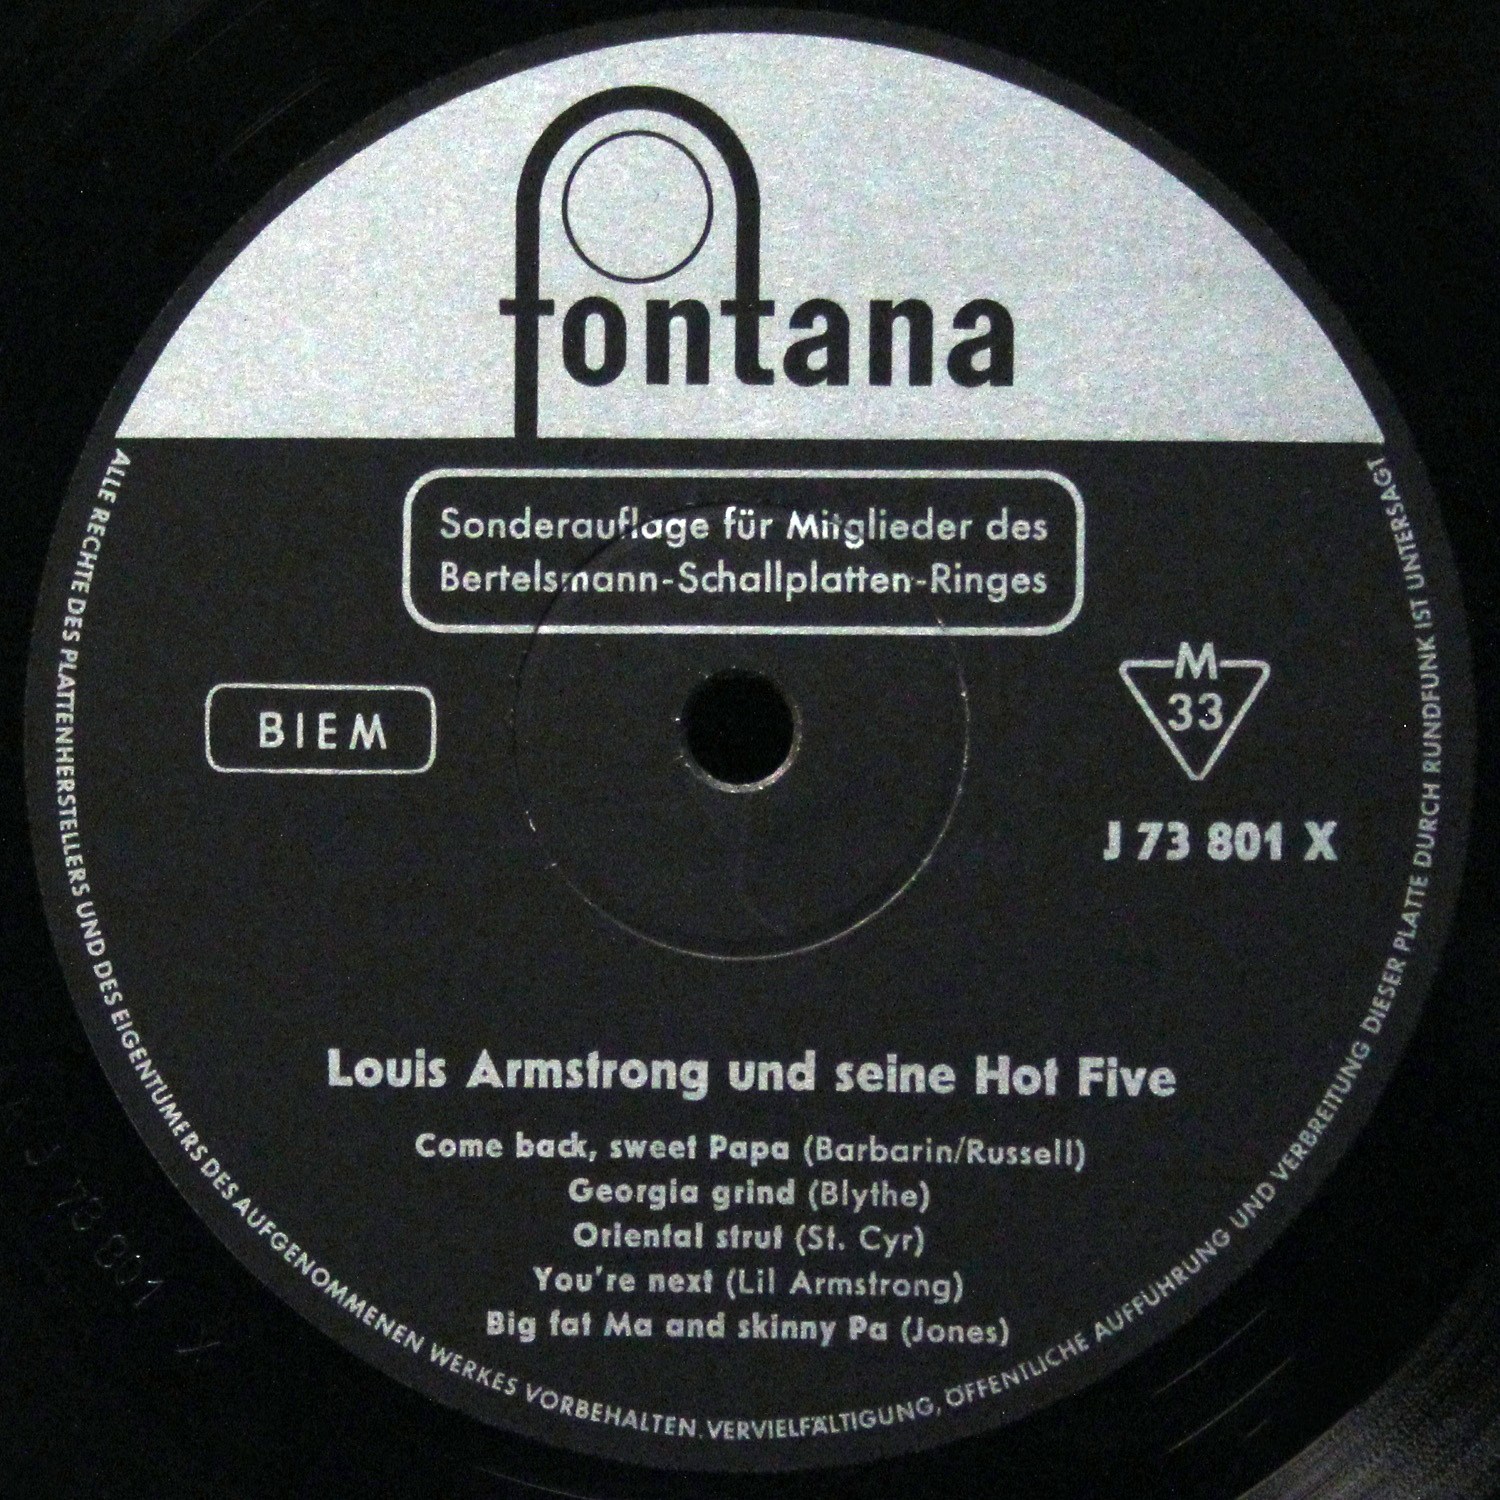 fontana
Sonderauflage für Mitglieder des
Bertelsmann-Schallplatten-Ringes
BIEM
M
33
J 73 801 X
Louis Armstrong und seine Hot Five
Come back, sweet Papa (Barbarin/Russell)
Georgia grind (Blythe)
Oriental strut (St. Cyr)
You're next (Lil Armstrong)
Big fat Ma and skinny Pa (Jones)
ALLE RECHTE DES PLATTENHERSTELLERS UND DES EIGENTÜMERS DES AUFGENOMMENEN WERKES VORBEHALTEN. VERVIELFÄLTIGUNG, ÖFFENTLICHE AUFFÜHRUNG UND VERBREITUNG DIESER PLATTE DURCH RUNDFUNK IST UNTERSAGT